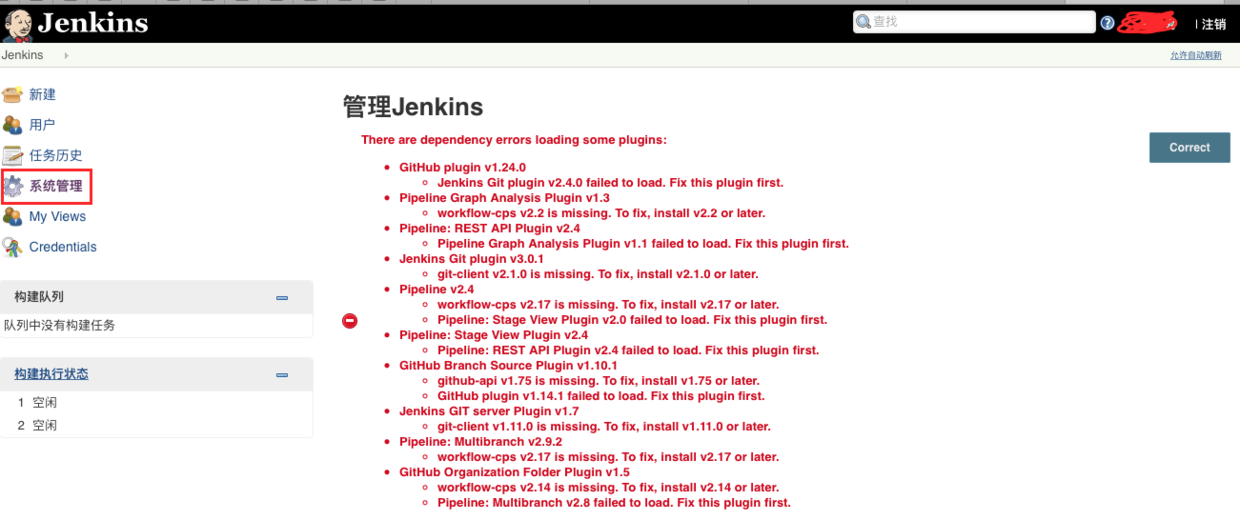 Jenkins
查找
注销
Jenkins
允许自动刷新
新建
用户
任务历史
系统管理
My Views
Credentials
构建队列
队列中没有构建任务
构建执行状态
1 空闲
2 空闲
管理Jenkins
There are dependency errors loading some plugins:
Correct
GitHub plugin v1.24.0
Jenkins Git plugin v2.4.0 failed to load. Fix this plugin first.
Pipeline Graph Analysis Plugin v1.3
workflow-cps v2.2 is missing. To fix, install v2.2 or later.
Pipeline: REST API Plugin v2.4
Pipeline Graph Analysis Plugin v1.1 failed to load. Fix this plugin first.
Jenkins Git plugin v3.0.1
git-client v2.1.0 is missing. To fix, install v2.1.0 or later.
Pipeline v2.4
workflow-cps v2.17 is missing. To fix, install v2.17 or later.
Pipeline: Stage View Plugin v2.0 failed to load. Fix this plugin first.
Pipeline: Stage View Plugin v2.4
Pipeline: REST API Plugin v2.4 failed to load. Fix this plugin first.
GitHub Branch Source Plugin v1.10.1
github-api v1.75 is missing. To fix, install v1.75 or later.
GitHub plugin v1.14.1 failed to load. Fix this plugin first.
Jenkins GIT server Plugin v1.7
git-client v1.11.0 is missing. To fix, install v1.11.0 or later.
Pipeline: Multibranch v2.9.2
workflow-cps v2.17 is missing. To fix, install v2.17 or later.
GitHub Organization Folder Plugin v1.5
workflow-cps v2.14 is missing. To fix, install v2.14 or later.
Pipeline: Multibranch v2.8 failed to load. Fix this plugin first.